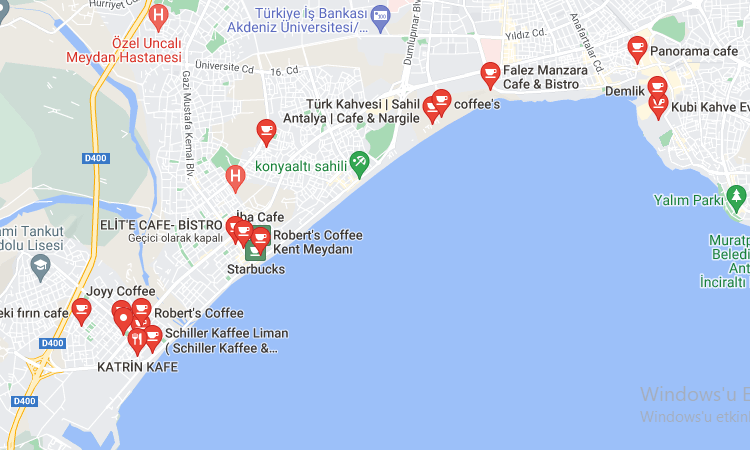 Hurriyet Cd.
Türkiye İş Bankası
Akdeniz Üniversitesi/...
Dumlupınar Blv.
Yıldız Cd.
Anafartalar Cd.
Özel Uncalı
Meydan Hastanesi
Üniversite Cd.
16. Cd.
Gazi Mustafa Kemal Blv.
Panorama cafe
Falez Manzara
Cafe & Bistro
Demlik
Kubi Kahve Ev
Türk Kahvesi | Sahil
Antalya | Cafe & Nargile
coffee's
D400
konyaaltı sahili
Yalım Parkı
ELİT'E CAFE- BİSTRO
Geçici olarak kapalı
İba Cafe
Robert's Coffee
Kent Meydanı
Starbucks
ami Tankut
dolu Lisesi
Muratp
Beledi
Ant
İnciraltı
Joyy Coffee
eki fırın cafe
Robert's Coffee
Schiller Kaffee Liman
( Schiller Kaffee &...
D400
KATRİN KAFE
D400
Windows'u E
Windows'u etkin